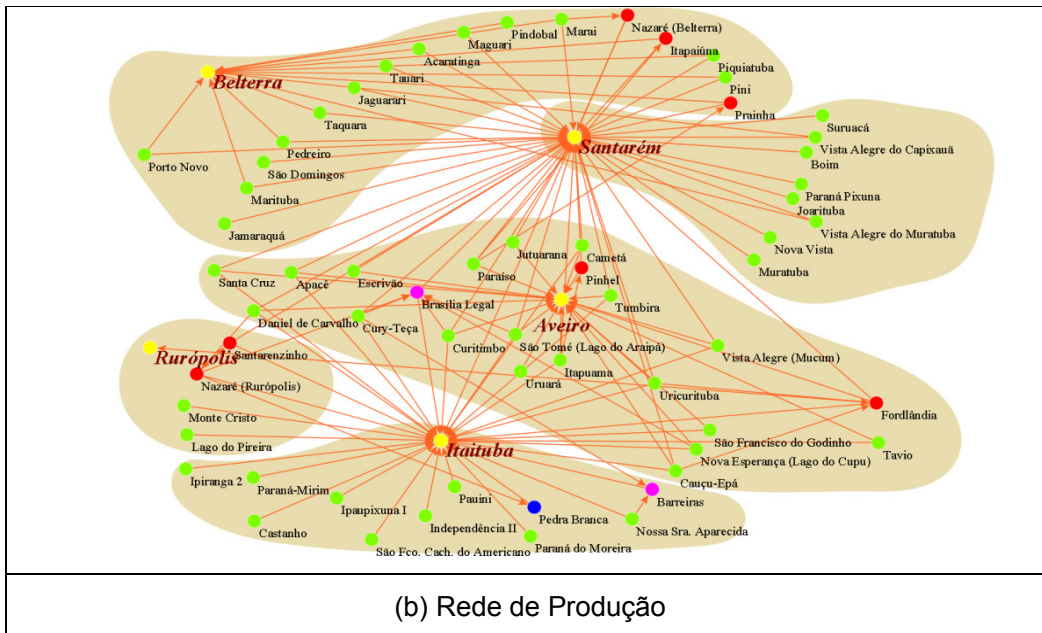 Nazaré (Belterra)
Marai
Pindobal
Maguari
Itapaiúna
Acaratinga
Piquiatuba
Tauari
Belterra
Pini
Jaguarari
Prainha
Taquara
Suruacá
Santarém
Vista Alegre do Capixauã
Pedreiro
Boim
Porto Novo
São Domingos
Marituba
Paraná Pixuna
Joarituba
Jamaraquá
Vista Alegre do Muratuba
Nova Vista
Muratuba
Jutuarana
Cametá
Santa Cruz
Apacê
Escrivão
Paraíso
Pinhel
Brasília Legal
Tumbira
Daniel de Carvalho
Cury-Teça
Aveiro
Curitimbo
São Tomé (Lago do Araipá)
Santarenzinho
Rurópolis
Vista Alegre (Mucum)
Itapuama
Uruará
Nazaré (Rurópolis)
Uricurituba
Monte Cristo
Fordlândia
São Francisco do Godinho
Lago do Pireira
Itaituba
Tavio
Nova Esperança (Lago do Cupu)
Ipiranga 2
Paraná-Mirim
Cauçu-Epá
Pauini
Barreiras
Ipaupixuna I
Castanho
Independência II
Pedra Branca
Nossa Sra. Aparecida
São Fco. Cach. do Americano
Paraná do Moreira
(b) Rede de Produção